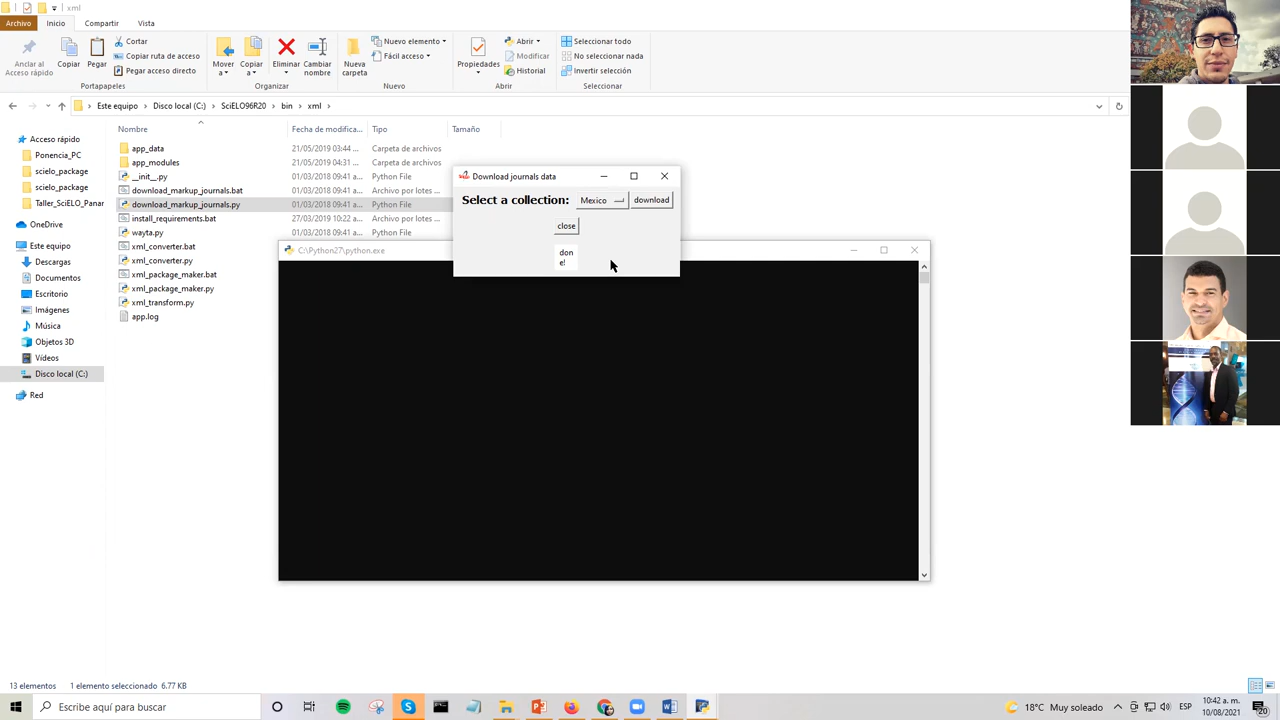 xml
Archivo
Inicio
Compartir
Vista
Anclar al
Acceso rápido
Copiar
Pegar
Cortar
Copiar ruta de acceso
Pegar acceso directo
Portapapeles
Mover
a
Copiar
a
Eliminar
Cambiar
nombre
Organizar
Nueva
carpeta
Nuevo elemento
Fácil acceso
Nuevo
Propiedades
Abrir
Modificar
Historial
Abrir
Seleccionar todo
No seleccionar nada
Invertir selección
Seleccionar
Este equipo > Disco local (C:) > SciELO96R20 > bin > xml >
Acceso rápido
Ponencia_PC
scielo_package
scielo_package
Taller_SciELO_Panar
OneDrive
Este equipo
Descargas
Documentos
Escritorio
Imágenes
Música
Objetos 3D
Vídeos
Disco local (C:)
Red
Nombre Fecha de modifica... Tipo Tamaño
app_data 21/05/2019 03:44 ... Carpeta de archivos
app_modules 21/05/2019 04:31 ... Carpeta de archivos
__init__.py 01/03/2018 09:41 a... Python File
download_markup_journals.bat 01/03/2018 09:41 a... Archivo por lotes
download_markup_journals.py 01/03/2018 09:41 a... Python File
install_requirements.bat 27/03/2019 10:22 ... Archivo por lotes
wayta.py 01/03/2018 09:41 a... Python File
xml_converter.bat
xml_converter.py
xml_package_maker.bat
xml_package_maker.py
xml_transform.py
app.log
Download journals data
Select a collection:
Mexico
download
close
don
e!
C:\Python27\python.exe
13 elementos 1 elemento seleccionado 6.77 KB
Escribe aquí para buscar
18°C Muy soleado
ESP
10:42 a. m.
10/08/2021
20